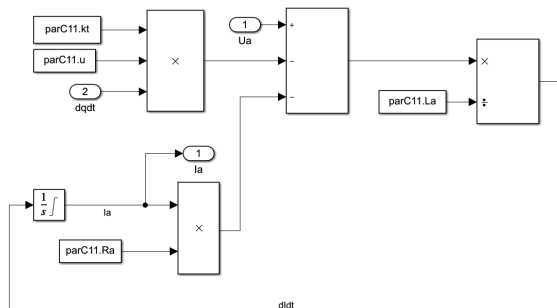 parC11.kt
parC11.u
2
dqdt
×
1
Ua
+
−
−
×
÷
parC11.La
1
Ia
1
s
∫
Ia
×
parC11.Ra
dIdt